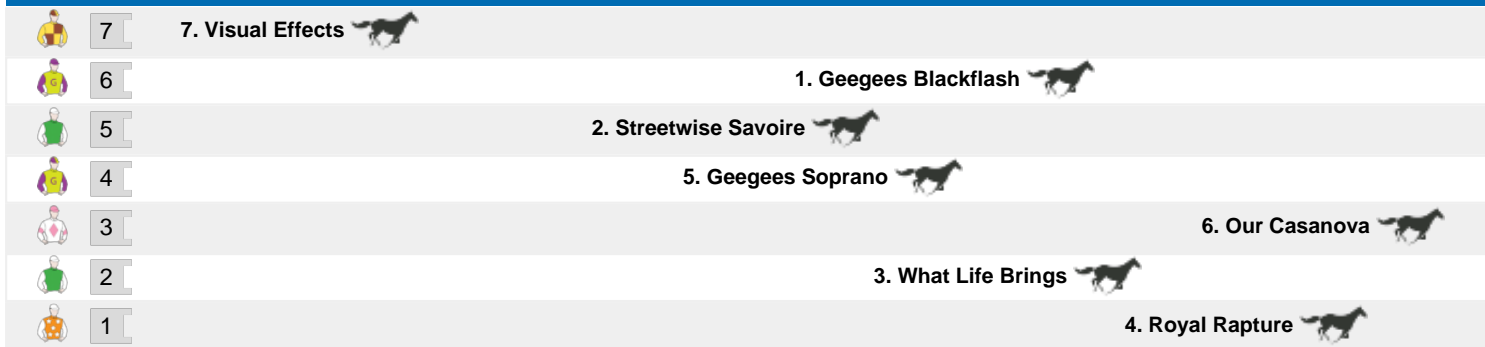 7 7. Visual Effects
6 1. Geegees Blackflash
5 2. Streetwise Savoire
4 5. Geegees Soprano
3 6. Our Casanova
2 3. What Life Brings
1 4. Royal Rapture